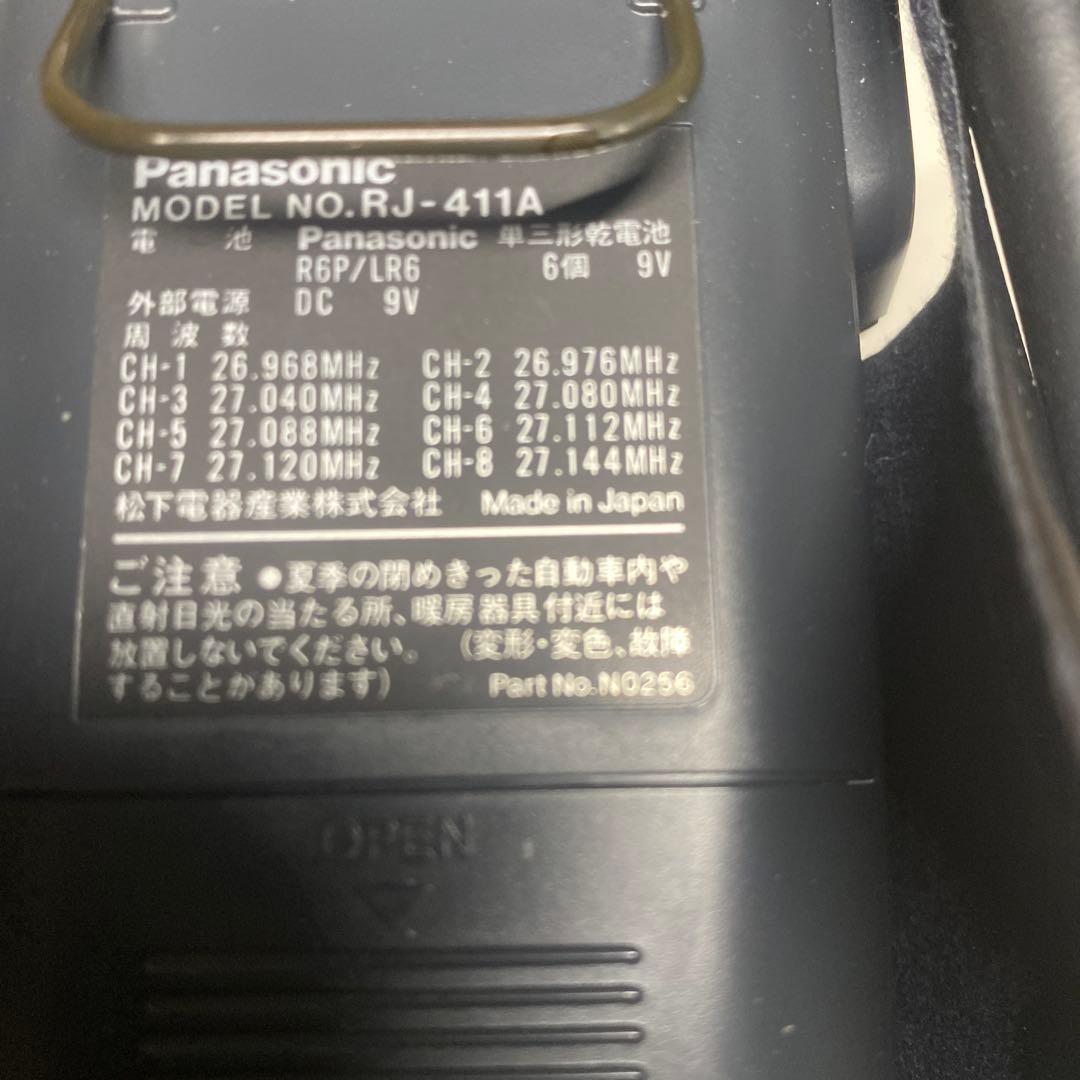 Panasonic
MODEL NO.RJ-411A
電池 Panasonic 単三形乾電池
R6P/LR6 6個 9V
外部電源 DC 9V
周波数
CH-1 26.968MHz CH-2 26.976MHz
CH-3 27.040MHz CH-4 27.080MHz
CH-5 27.088MHz CH-6 27.112MHz
CH-7 27.120MHz CH-8 27.144MHz
松下電器産業株式会社 Made in Japan
ご注意 ●夏季の閉めきった自動車内や
直射日光の当たる所、暖房器具付近には
放置しないでください。 (変形・変色、故障
することがあります) Part No.N0256
OPEN